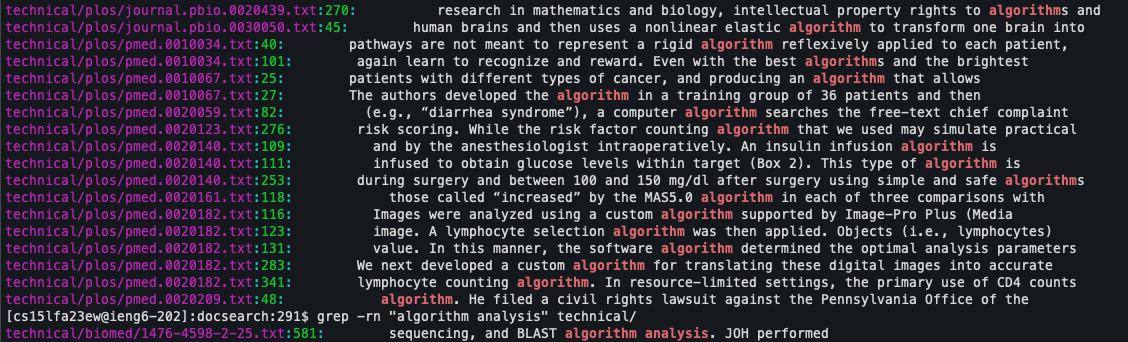 technical/plos/journal.pbio.0020439.txt:270:          research in mathematics and biology, intellectual property rights to algorithms and
technical/plos/journal.pbio.0030050.txt:45:        human brains and then uses a nonlinear elastic algorithm to transform one brain into
technical/plos/pmed.0010034.txt:40:        pathways are not meant to represent a rigid algorithm reflexively applied to each patient,
technical/plos/pmed.0010034.txt:101:        again learn to recognize and reward. Even with the best algorithms and the brightest
technical/plos/pmed.0010067.txt:25:        patients with different types of cancer, and producing an algorithm that allows
technical/plos/pmed.0010067.txt:27:        The authors developed the algorithm in a training group of 36 patients and then
technical/plos/pmed.0020059.txt:82:          (e.g., “diarrhea syndrome”), a computer algorithm searches the free-text chief complaint
technical/plos/pmed.0020123.txt:276:        risk scoring. While the risk factor counting algorithm that we used may simulate practical
technical/plos/pmed.0020140.txt:109:          and by the anesthesiologist intraoperatively. An insulin infusion algorithm is
technical/plos/pmed.0020140.txt:111:          infused to obtain glucose levels within target (Box 2). This type of algorithm is
technical/plos/pmed.0020140.txt:253:        during surgery and between 100 and 150 mg/dl after surgery using simple and safe algorithms
technical/plos/pmed.0020161.txt:118:            those called “increased” by the MAS5.0 algorithm in each of three comparisons with
technical/plos/pmed.0020182.txt:116:          Images were analyzed using a custom algorithm supported by Image-Pro Plus (Media
technical/plos/pmed.0020182.txt:123:          image. A lymphocyte selection algorithm was then applied. Objects (i.e., lymphocytes)
technical/plos/pmed.0020182.txt:131:          value. In this manner, the software algorithm determined the optimal analysis parameters
technical/plos/pmed.0020182.txt:283:        We next developed a custom algorithm for translating these digital images into accurate
technical/plos/pmed.0020182.txt:341:        lymphocyte counting algorithm. In resource-limited settings, the primary use of CD4 counts
technical/plos/pmed.0020209.txt:48:            algorithm. He filed a civil rights lawsuit against the Pennsylvania Office of the
[cs15lfa23ew@ieng6-202]:docsearch:291$ grep -rn "algorithm analysis" technical/
technical/biomed/1476-4598-2-25.txt:581:        sequencing, and BLAST algorithm analysis. JOH performed